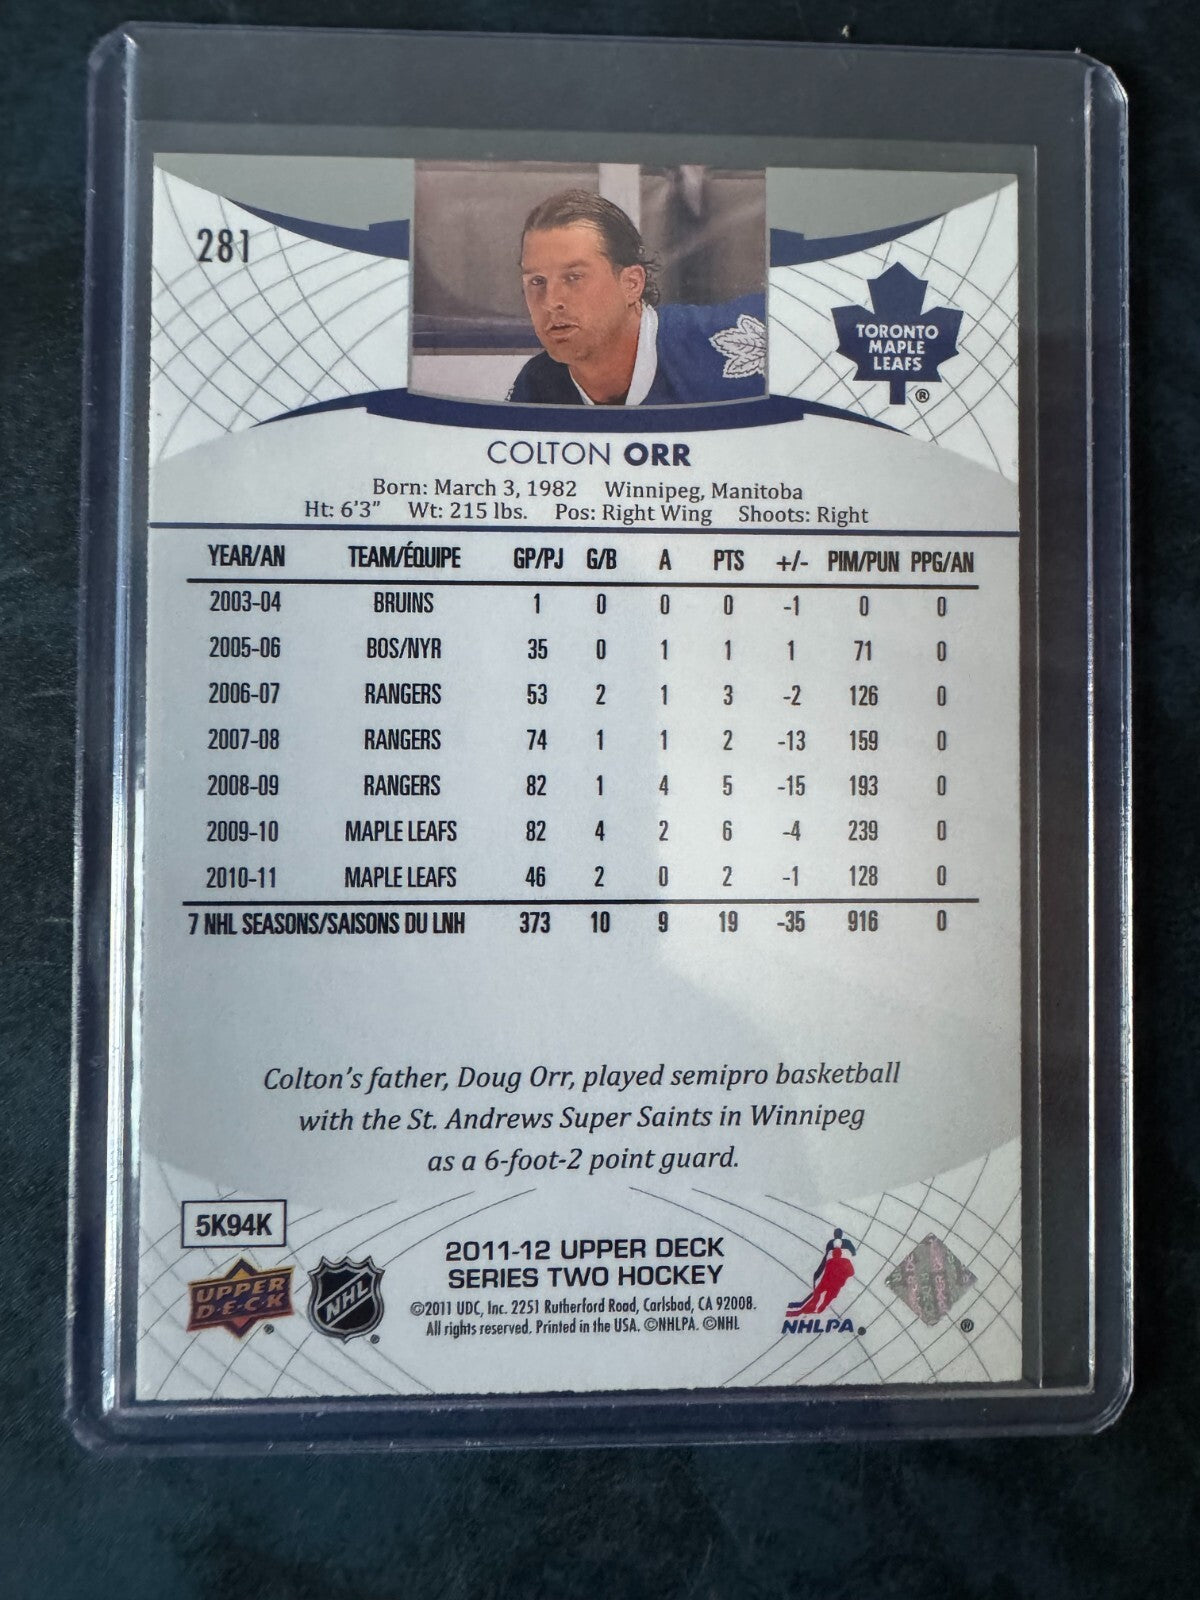 281
TORONTO
MAPLE
LEAFS
®
COLTON ORR
Born: March 3, 1982 Winnipeg, Manitoba
Ht: 6'3" Wt: 215 lbs. Pos: Right Wing Shoots: Right
YEAR/AN TEAM/ÉQUIPE GP/PJ G/B A PTS +/- PIM/PUN PPG/AN
2003-04 BRUINS 1 0 0 0 -1 0 0
2005-06 BOS/NYR 35 0 1 1 1 71 0
2006-07 RANGERS 53 2 1 3 -2 126 0
2007-08 RANGERS 74 1 1 2 -13 159 0
2008-09 RANGERS 82 1 4 5 -15 193 0
2009-10 MAPLE LEAFS 82 4 2 6 -4 239 0
2010-11 MAPLE LEAFS 46 2 0 2 -1 128 0
7 NHL SEASONS/SAISONS DU LNH 373 10 9 19 -35 916 0
Colton's father, Doug Orr, played semipro basketball
with the St. Andrews Super Saints in Winnipeg
as a 6-foot-2 point guard.
5K94K
UPPER
D·E·C·K
®
NHL
®
2011-12 UPPER DECK
SERIES TWO HOCKEY
©2011 UDC, Inc. 2251 Rutherford Road, Carlsbad, CA 92008.
All rights reserved. Printed in the USA. ©NHLPA. ©NHL
NHLPA®
®